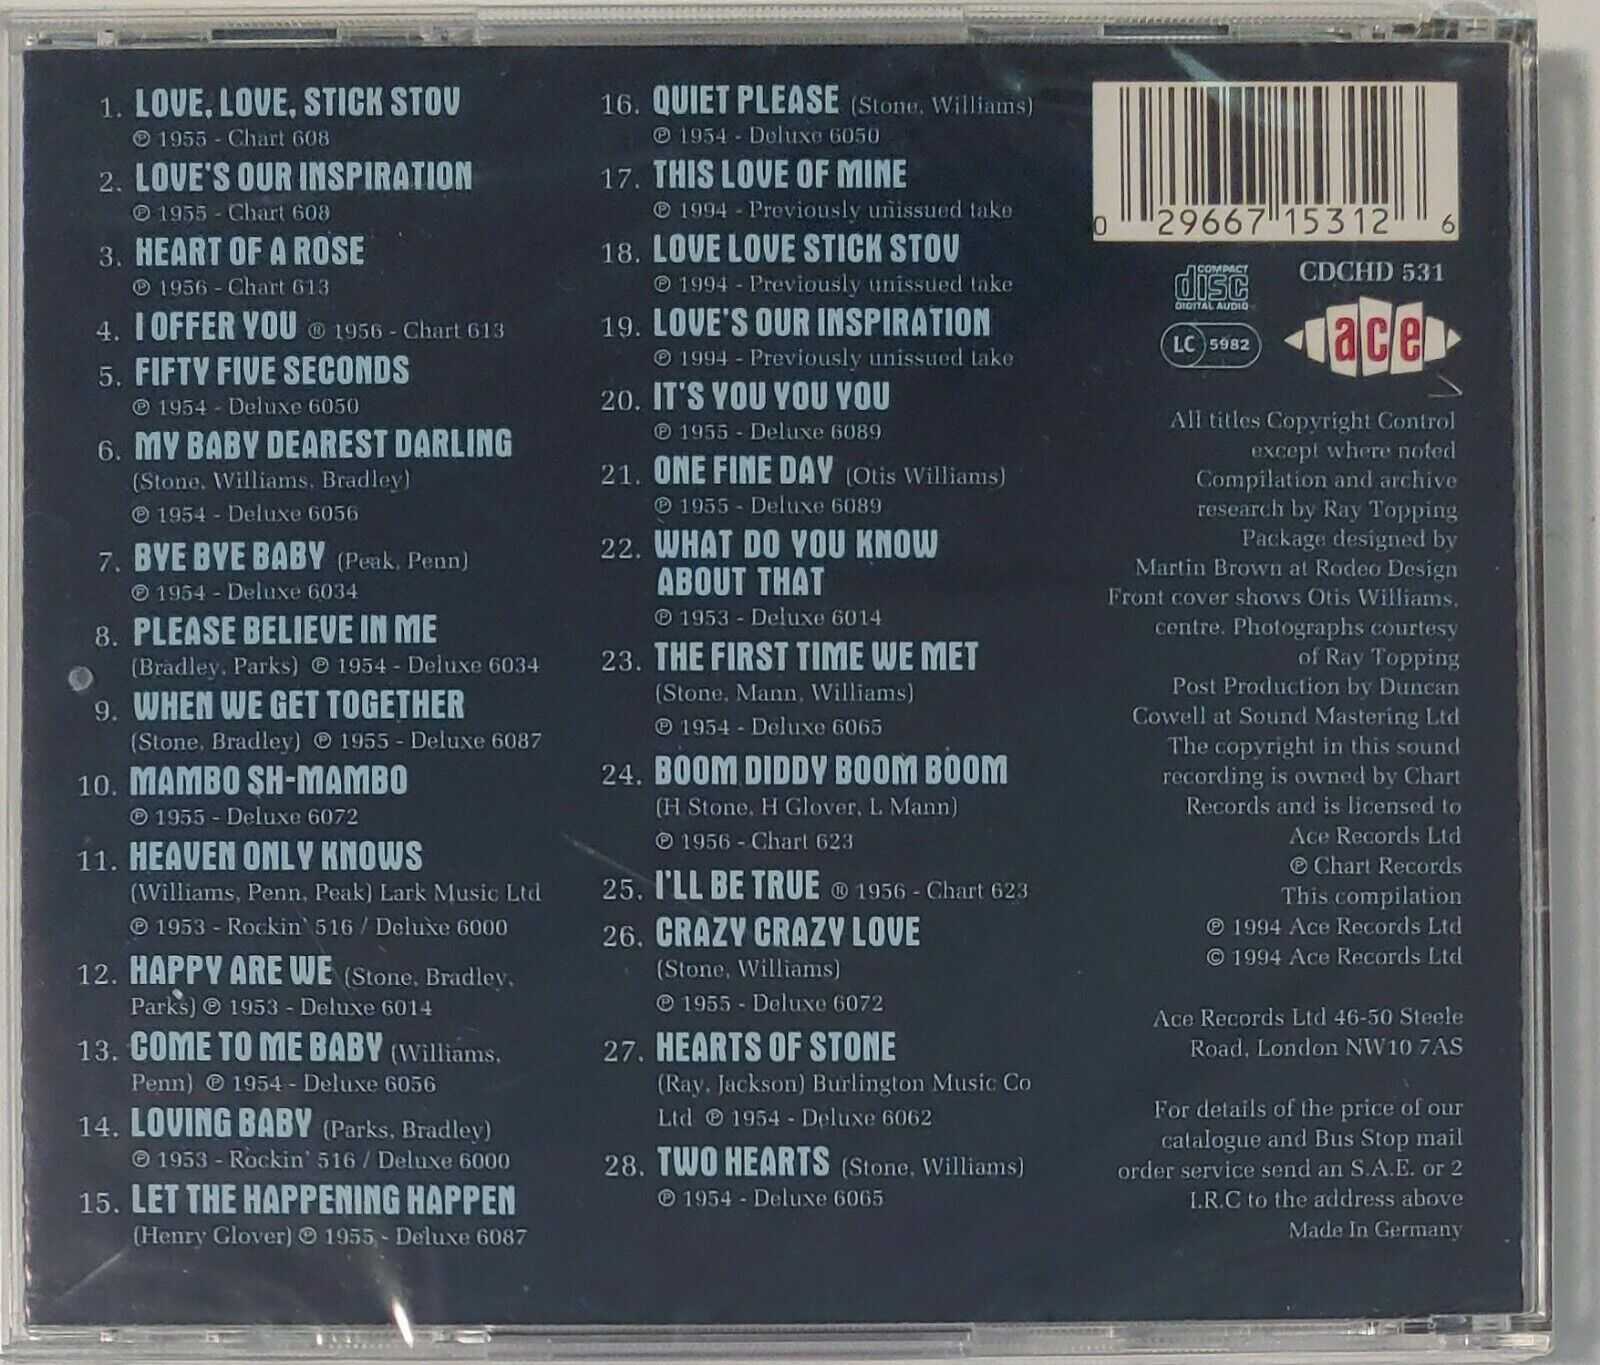 1. LOVE, LOVE, STICK STOV
℗ 1955 - Chart 608
2. LOVE'S OUR INSPIRATION
℗ 1955 - Chart 608
3. HEART OF A ROSE
℗ 1956 - Chart 613
4. I OFFER YOU ® 1956 - Chart 613
5. FIFTY FIVE SECONDS
℗ 1954 - Deluxe 6050
6. MY BABY DEAREST DARLING
(Stone, Williams, Bradley)
℗ 1954 - Deluxe 6056
7. BYE BYE BABY (Peak, Penn)
℗ 1954 - Deluxe 6034
8. PLEASE BELIEVE IN ME
(Bradley, Parks) ℗ 1954 - Deluxe 6034
9. WHEN WE GET TOGETHER
(Stone, Bradley) ℗ 1955 - Deluxe 6087
10. MAMBO SH-MAMBO
℗ 1955 - Deluxe 6072
11. HEAVEN ONLY KNOWS
(Williams, Penn, Peak) Lark Music Ltd
℗ 1953 - Rockin' 516 / Deluxe 6000
12. HAPPY ARE WE (Stone, Bradley,
Parks) ℗ 1953 - Deluxe 6014
13. COME TO ME BABY (Williams,
Penn) ℗ 1954 - Deluxe 6056
14. LOVING BABY (Parks, Bradley)
℗ 1953 - Rockin' 516 / Deluxe 6000
15. LET THE HAPPENING HAPPEN
(Henry Glover) ℗ 1955 - Deluxe 6087
16. QUIET PLEASE (Stone, Williams)
℗ 1954 - Deluxe 6050
17. THIS LOVE OF MINE
℗ 1994 - Previously unissued take
18. LOVE LOVE STICK STOV
℗ 1994 - Previously unissued take
19. LOVE'S OUR INSPIRATION
℗ 1994 - Previously unissued take
20. IT'S YOU YOU YOU
℗ 1955 - Deluxe 6089
21. ONE FINE DAY (Otis Williams)
℗ 1955 - Deluxe 6089
22. WHAT DO YOU KNOW
ABOUT THAT
℗ 1953 - Deluxe 6014
23. THE FIRST TIME WE MET
(Stone, Mann, Williams)
℗ 1954 - Deluxe 6065
24. BOOM DIDDY BOOM BOOM
(H Stone, H Glover, L Mann)
℗ 1956 - Chart 623
25. I'LL BE TRUE ® 1956 - Chart 623
26. CRAZY CRAZY LOVE
(Stone, Williams)
℗ 1955 - Deluxe 6072
27. HEARTS OF STONE
(Ray, Jackson) Burlington Music Co
Ltd ℗ 1954 - Deluxe 6062
28. TWO HEARTS (Stone, Williams)
℗ 1954 - Deluxe 6065
0 29667 15312 6
COMPACT
disc
DIGITAL AUDIO
CDCHD 531
LC 5982
ace
All titles Copyright Control
except where noted
Compilation and archive
research by Ray Topping
Package designed by
Martin Brown at Rodeo Design
Front cover shows Otis Williams,
centre. Photographs courtesy
of Ray Topping
Post Production by Duncan
Cowell at Sound Mastering Ltd
The copyright in this sound
recording is owned by Chart
Records and is licensed to
Ace Records Ltd
℗ Chart Records
This compilation
℗ 1994 Ace Records Ltd
© 1994 Ace Records Ltd
Ace Records Ltd 46-50 Steele
Road, London NW10 7AS
For details of the price of our
catalogue and Bus Stop mail
order service send an S.A.E. or 2
I.R.C to the address above
Made In Germany